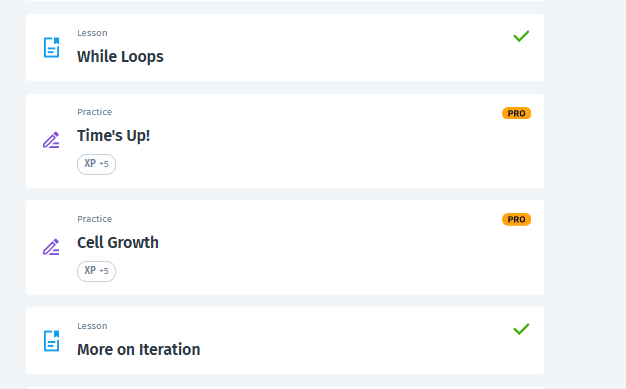 Lesson
While Loops
Practice
PRO
Time's Up!
XP +5
Practice
PRO
Cell Growth
XP +5
Lesson
More on Iteration